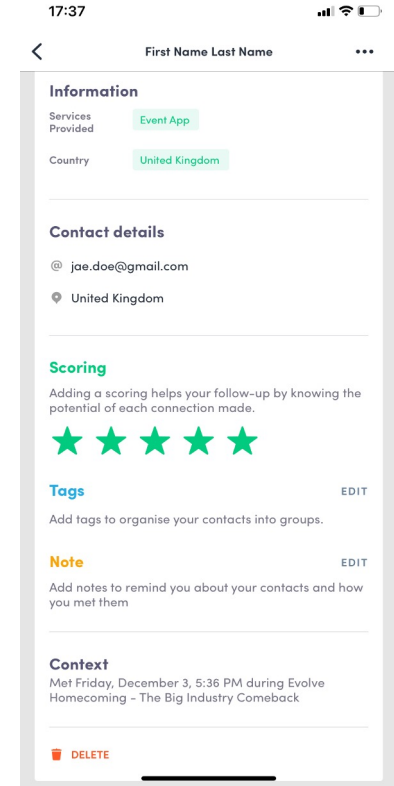 17:37
First Name Last Name
Information
Services
Provided
Event App
Country
United Kingdom
Contact details
@ jae.doe@gmail.com
United Kingdom
Scoring
Adding a scoring helps your follow-up by knowing the
potential of each connection made.
Tags
EDIT
Add tags to organise your contacts into groups.
Note
EDIT
Add notes to remind you about your contacts and how
you met them
Context
Met Friday, December 3, 5:36 PM during Evolve
Homecoming - The Big Industry Comeback
DELETE